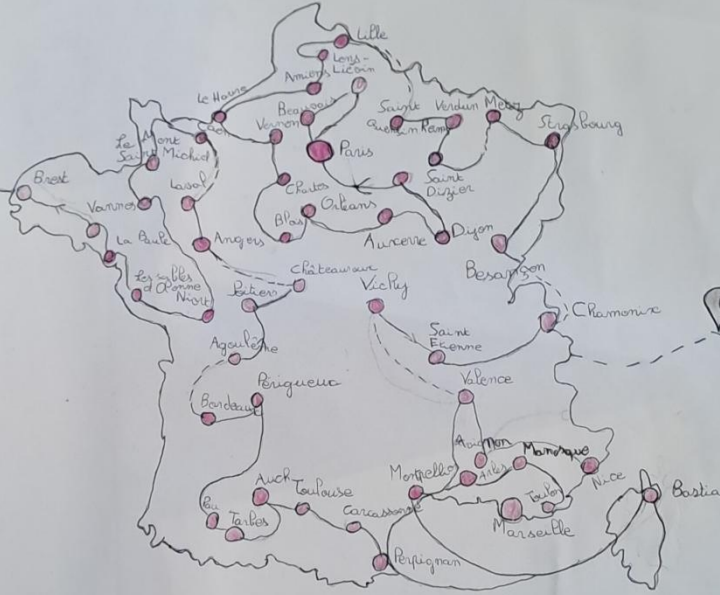 Lille
Lens-
Liévin
Amiens
Le Havre
Beauvais
Saint
Quentin
Verdun
Metz
Reims
Strasbourg
Caen
Vernon
Le
Mont
Saint Michel
Paris
Saint
Dizier
Brest
Laval
Chartres
Vannes
Blois
Orléans
Auxerre
Dijon
La Baule
Angers
Besançon
Châteauroux
Les sables
d'Olonne
Niort
Poitiers
Vichy
Chamonix
Saint
Etienne
Agoulême
Périgueux
Valence
Bordeaux
Avignon
Manosque
Montpellier
Arles
Nice
Bastia
Auch
Toulouse
Carcassonne
Toulon
Marseille
Pau
Tarbes
Perpignan